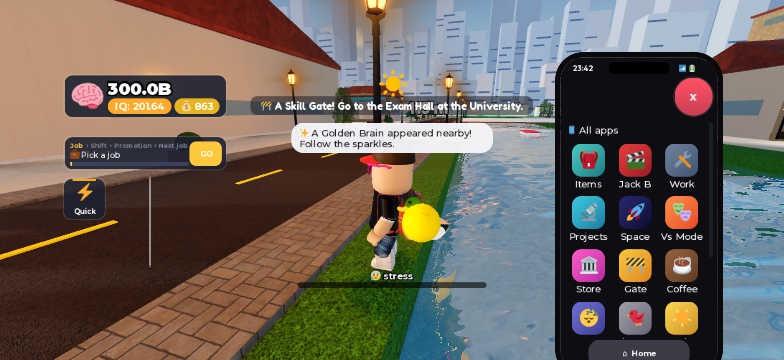 300.0B
IQ: 201.64
863
Job › Shift › Promotion › Next job
Pick a job
GO
Quick
A Skill Gate! Go to the Exam Hall at the University.
A Golden Brain appeared nearby!
Follow the sparkles.
stress
23:42
x
All apps
Items
Jack B
Work
Projects
Space
Vs Mode
Store
Gate
Coffee
Home